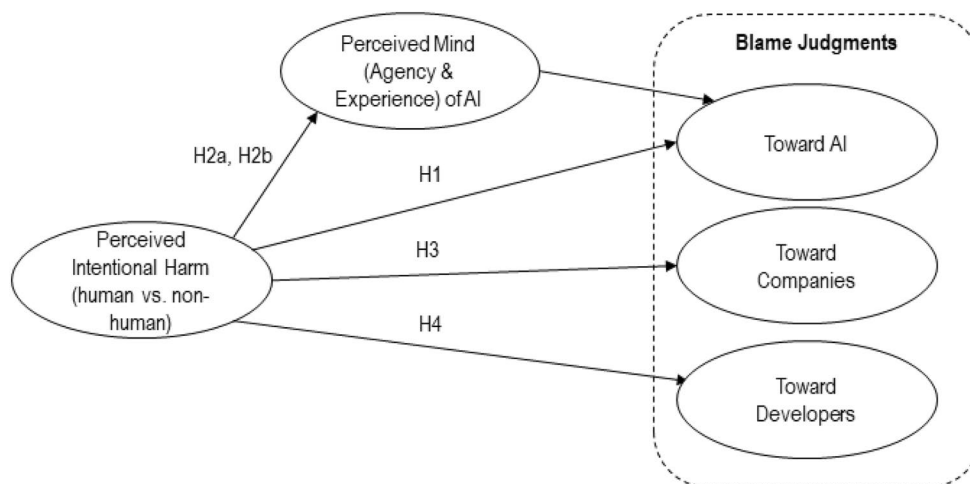 Perceived Mind
(Agency &
Experience) of AI
Blame Judgments
Toward AI
H2a, H2b
H1
Perceived
Intentional Harm
(human vs. non-
human)
H3
Toward
Companies
H4
Toward
Developers